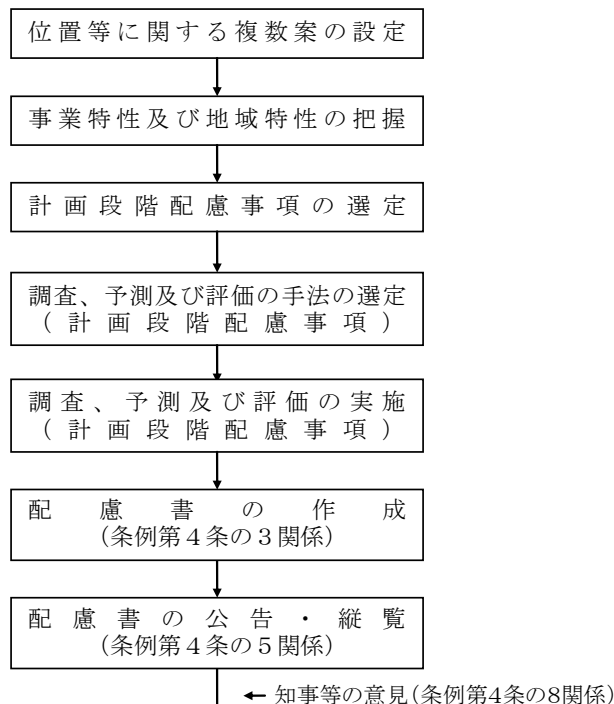 位置等に関する複数案の設定
事業特性及び地域特性の把握
計画段階配慮事項の選定
調査、予測及び評価の手法の選定
(計画段階配慮事項)
調査、予測及び評価の実施
(計画段階配慮事項)
配慮書の作成
(条例第4条の3関係)
配慮書の公告・縦覧
(条例第4条の5関係)
← 知事等の意見(条例第4条の8関係)